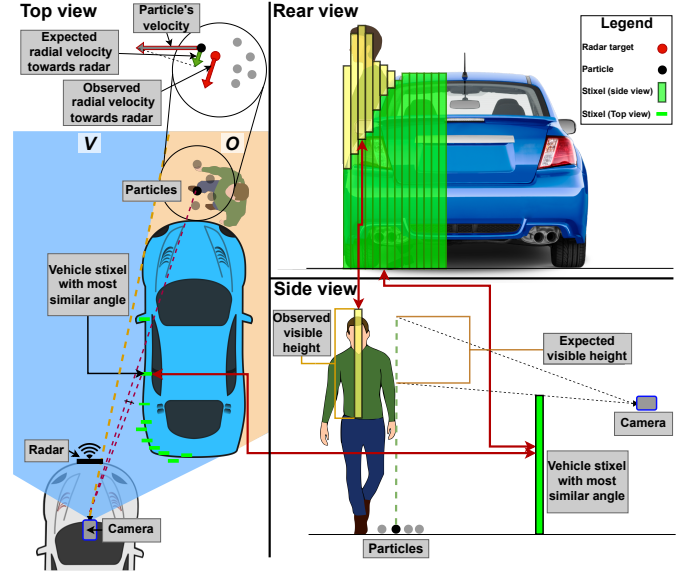 Top view
Particle's
velocity
Expected
radial velocity
towards radar
Observed
radial velocity
towards radar
V
O
Particles
Vehicle stixel
with most
similar angle
Radar
Camera
Rear view
Legend
Radar target
Particle
Stixel (side view)
Stixel (Top view)
Side view
Observed
visible
height
Expected
visible height
Camera
Vehicle stixel
with most
similar angle
Particles